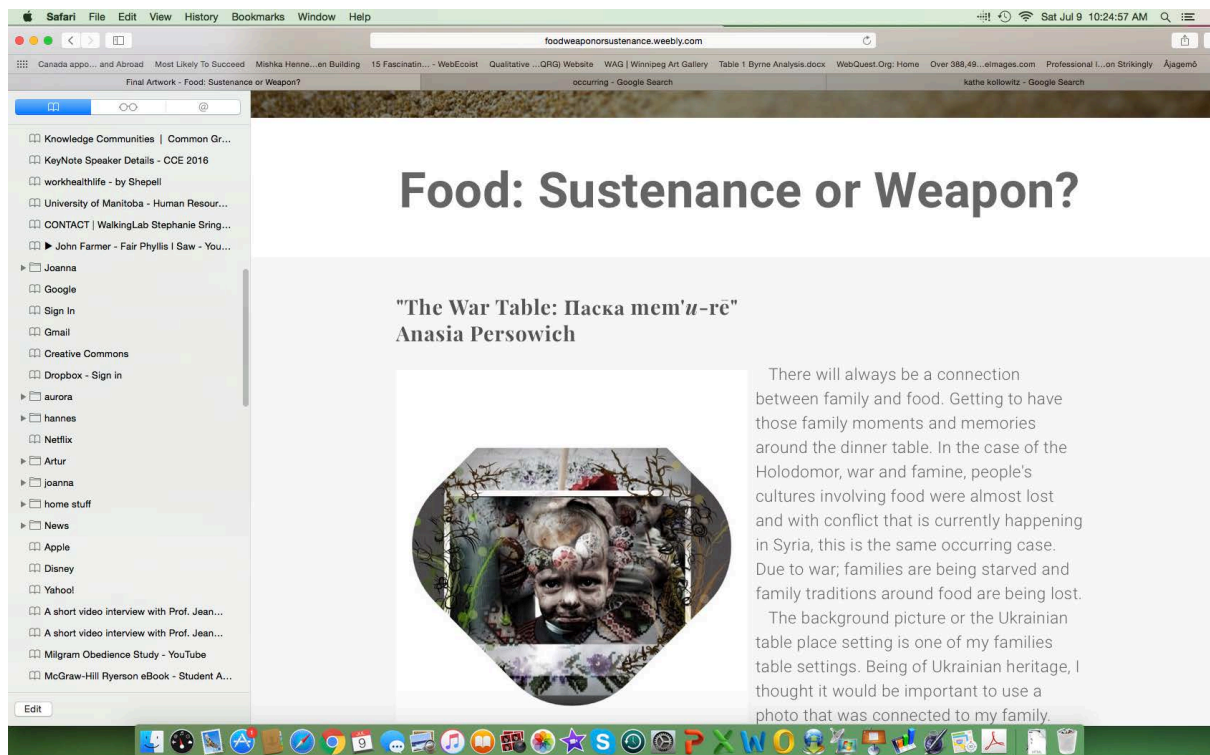 Safari File Edit View History Bookmarks Window Help
Sat Jul 9 10:24:57 AM
foodweaponorsustenance.weebly.com
Canada appo... and Abroad Most Likely To Succeed Mishka Henne...en Building 15 Fascinatin... - WebEcoist Qualitative ...QRG) Website WAG | Winnipeg Art Gallery Table 1 Byrne Analysis.docx WebQuest.Org: Home Over 388,49...eImages.com Professional l...on Strikingly Åjagemô
Final Artwork - Food: Sustenance or Weapon? occurring - Google Search kathe kollowitz - Google Search
@
Knowledge Communities | Common Gr...
KeyNote Speaker Details - CCE 2016
workhealthlife - by Shepell
University of Manitoba - Human Resour...
CONTACT | WalkingLab Stephanie Sring...
▶ John Farmer - Fair Phyllis I Saw - You...
Joanna
Google
Sign In
Gmail
Creative Commons
Dropbox - Sign in
aurora
hannes
Netflix
Artur
joanna
home stuff
News
Apple
Disney
Yahoo!
A short video interview with Prof. Jean...
A short video interview with Prof. Jean...
Milgram Obedience Study - YouTube
McGraw-Hill Ryerson eBook - Student A...
Edit
Food: Sustenance or Weapon?
"The War Table: Паска mem'u-rē"
Anasia Persowich
There will always be a connection
between family and food. Getting to have
those family moments and memories
around the dinner table. In the case of the
Holodomor, war and famine, people's
cultures involving food were almost lost
and with conflict that is currently happening
in Syria, this is the same occurring case.
Due to war; families are being starved and
family traditions around food are being lost.
The background picture or the Ukrainian
table place setting is one of my families
table settings. Being of Ukrainian heritage, I
thought it would be important to use a
photo that was connected to my family.
9